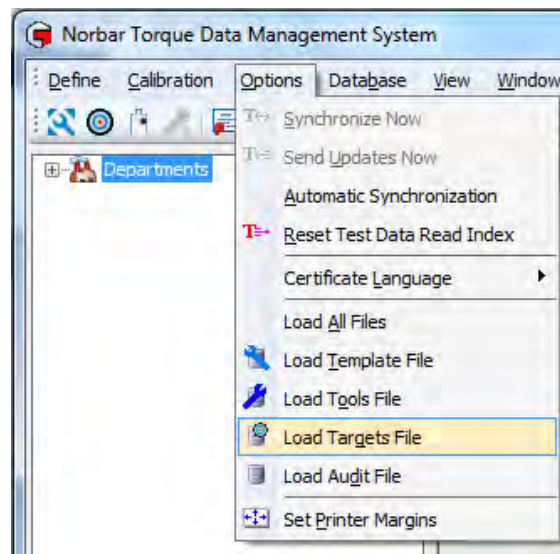 Norbar Torque Data Management System
Define Calibration Options Database View Window
Departments
Synchronize Now
Send Updates Now
Automatic Synchronization
Reset Test Data Read Index
Certificate Language
Load All Files
Load Template File
Load Tools File
Load Targets File
Load Audit File
Set Printer Margins